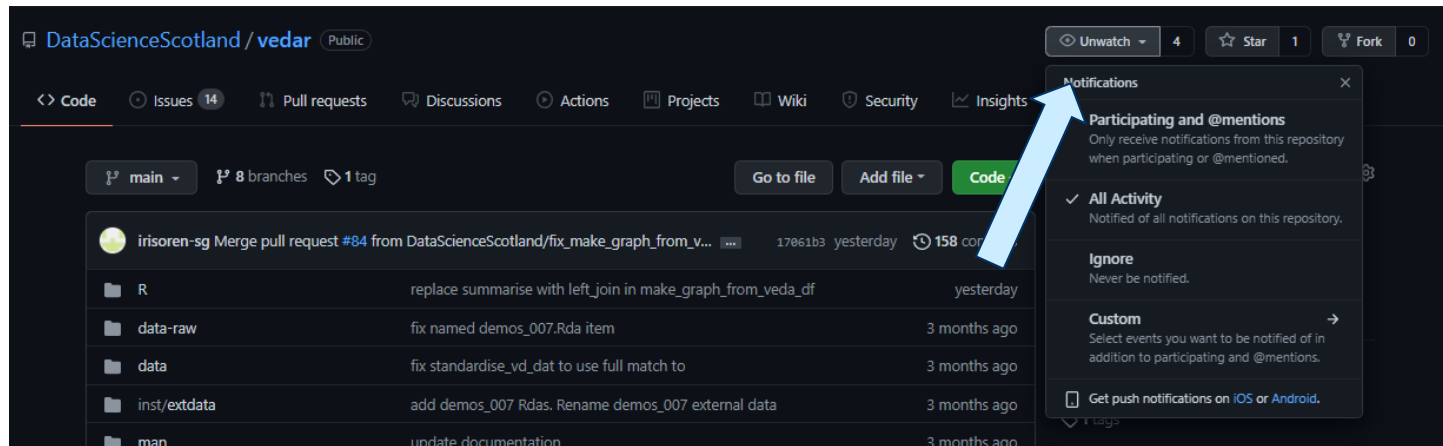 DataScienceScotland / vedar Public
Unwatch 4 Star 1 Fork 0
<> Code Issues 14 Pull requests Discussions Actions Projects Wiki Security Insights
Notifications
Participating and @mentions
Only receive notifications from this repository
when participating or @mentioned.
All Activity
Notified of all notifications on this repository.
Ignore
Never be notified.
Custom
Select events you want to be notified of in
addition to participating and @mentions.
Get push notifications on iOS or Android.
main 8 branches 1 tag Go to file Add file Code
irisoren-sg Merge pull request #84 from DataScienceScotland/fix_make_graph_from_v... ... 17061b3 yesterday 158
R replace summarise with left_join in make_graph_from_veda_df yesterday
data-raw fix named demos_007.Rda item 3 months ago
data fix standardise_vd_dat to use full match to 3 months ago
inst/extdata add demos_007 Rdas. Rename demos_007 external data 3 months ago
man update documentation 3 months ago
1 tags